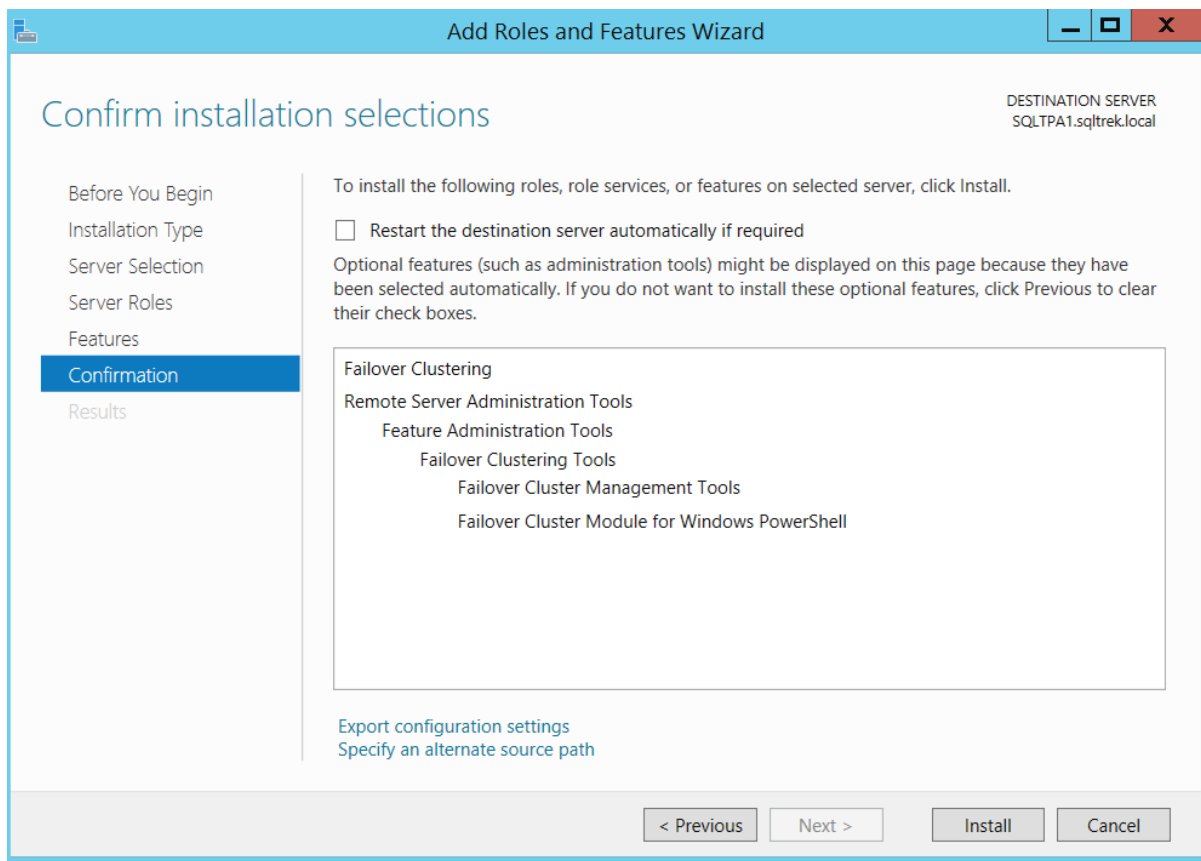 Add Roles and Features Wizard
Confirm installation selections
DESTINATION SERVER
SQLTPA1.sqltrek.local
Before You Begin
Installation Type
Server Selection
Server Roles
Features
Confirmation
Results
To install the following roles, role services, or features on selected server, click Install.
Restart the destination server automatically if required
Optional features (such as administration tools) might be displayed on this page because they have
been selected automatically. If you do not want to install these optional features, click Previous to clear
their check boxes.
Failover Clustering
Remote Server Administration Tools
Feature Administration Tools
Failover Clustering Tools
Failover Cluster Management Tools
Failover Cluster Module for Windows PowerShell
Export configuration settings
Specify an alternate source path
< Previous
Next >
Install
Cancel